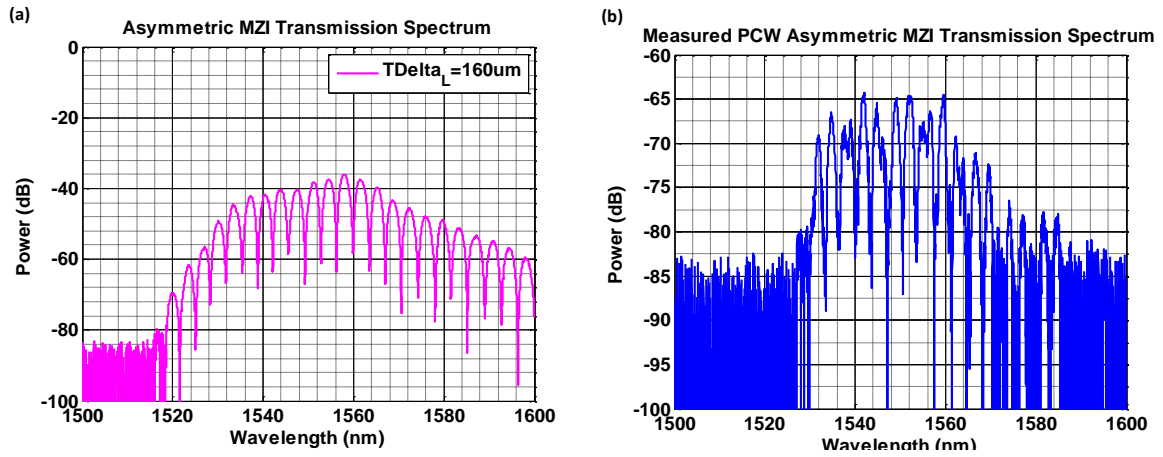 (a)
Asymmetric MZI Transmission Spectrum
0
-20
-40
-60
-80
-100
Power (dB)
TDelta_L=160um
1500 1520 1540 1560 1580 1600
Wavelength (nm)
(b)
Measured PCW Asymmetric MZI Transmission Spectrum
-60
-65
-70
-75
-80
-85
-90
-95
-100
Power (dB)
1500 1520 1540 1560 1580 1600
Wavelength (nm)